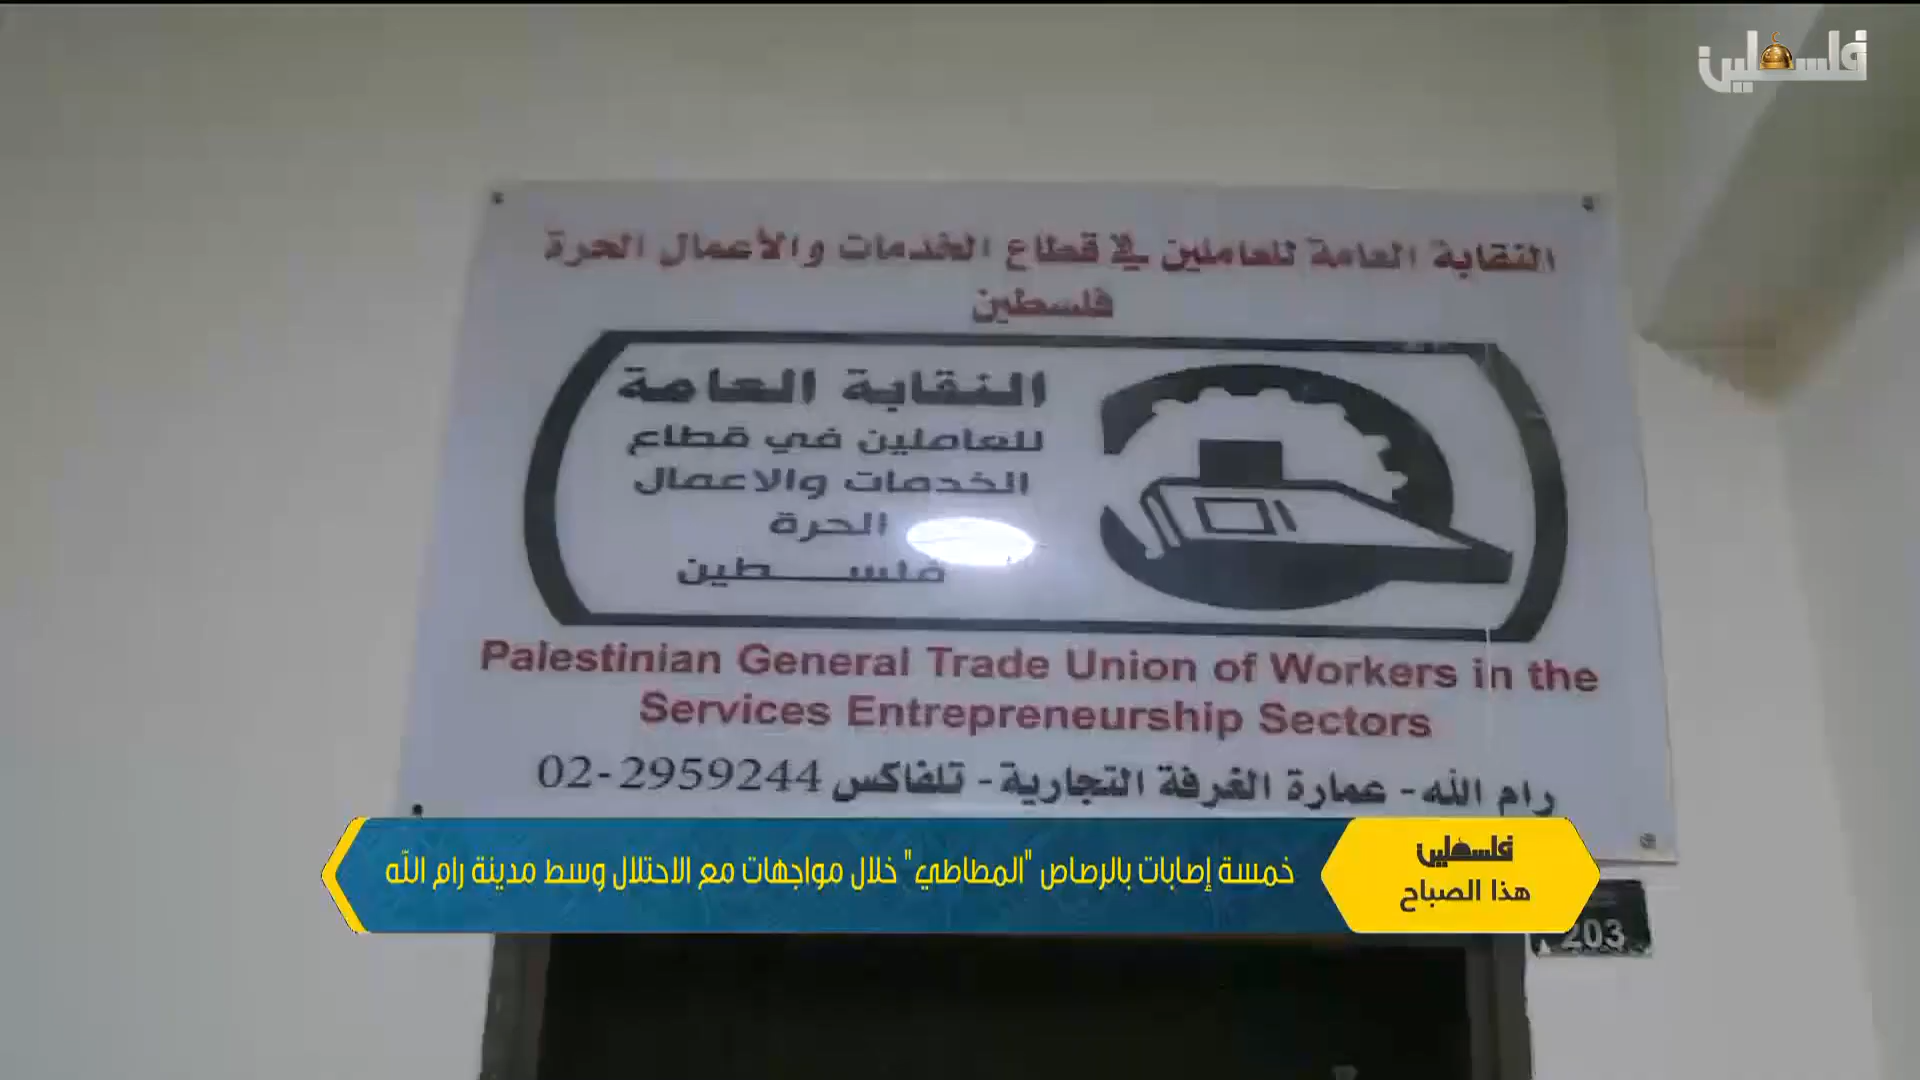 فلسطين
النقابة العامة للعاملين في قطاع الخدمات والأعمال الحرة
فلسطين
النقابة العامة
للعاملين في قطاع
الخدمات والاعمال
الحرة
فلســـــطين
Palestinian General Trade Union of Workers in the
Services Entrepreneurship Sectors
رام الله - عمارة الغرفة التجارية - تلفاكس 02-2959244
فلسطين
هذا الصباح
خمسة إصابات بالرصاص "المطاطي" خلال مواجهات مع الاحتلال وسط مدينة رام الله
203